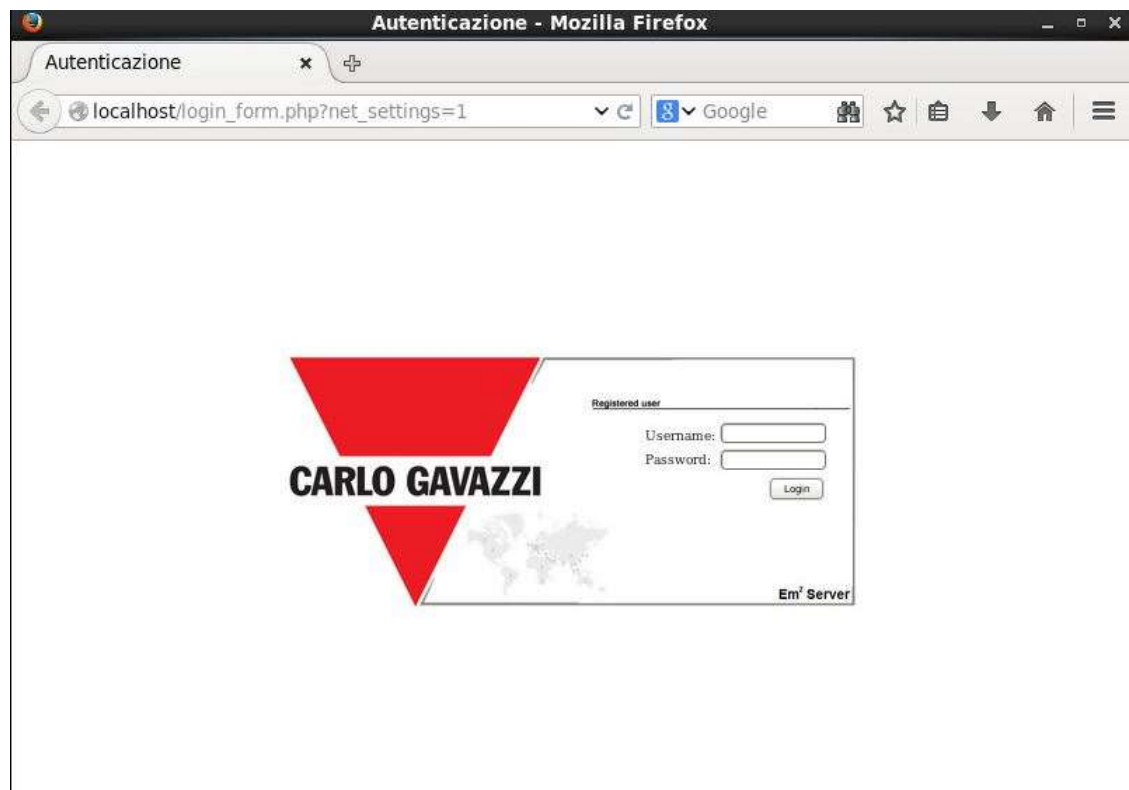 Autenticazione - Mozilla Firefox
Autenticazione
localhost/login_form.php?net_settings=1
8 Google
Registered user
Username:
Password:
Login
CARLO GAVAZZI
Em² Server